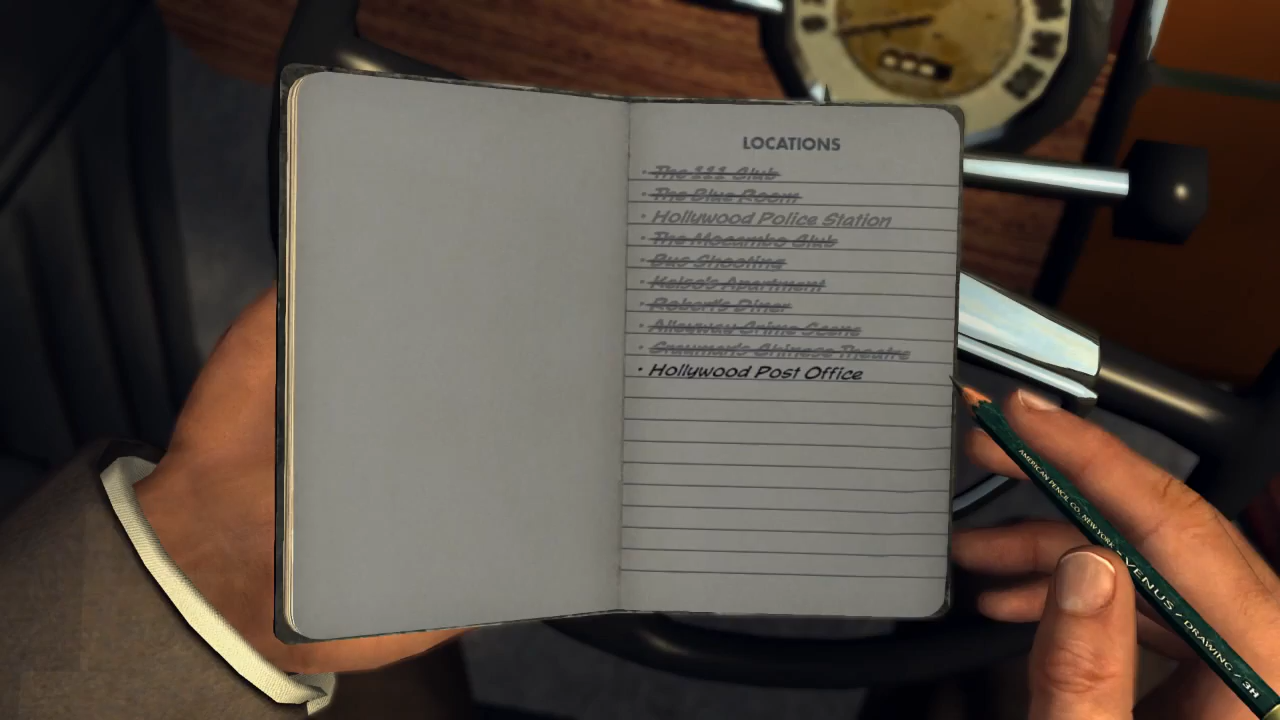 LOCATIONS
• The 111 Club
• The Blue Room
• Hollywood Police Station
• The Mocambo Club
• Bus Shooting
• Kelso's Apartment
• Robert's Diner
• Alleyway Crime Scene
• Grauman's Chinese Theatre
• Hollywood Post Office
AMERICAN PENCIL CO. NEW YORK VENUS / DRAWING / 3H